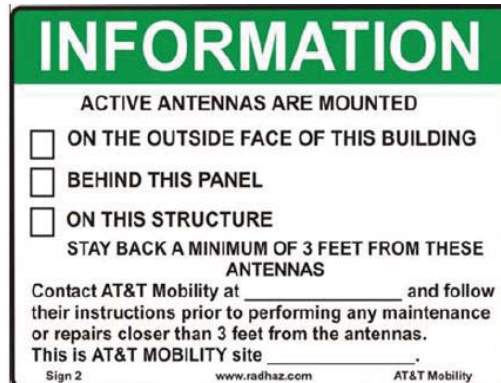 INFORMATION
ACTIVE ANTENNAS ARE MOUNTED
ON THE OUTSIDE FACE OF THIS BUILDING
BEHIND THIS PANEL
ON THIS STRUCTURE
STAY BACK A MINIMUM OF 3 FEET FROM THESE
ANTENNAS
Contact AT&T Mobility at _______________ and follow
their instructions prior to performing any maintenance
or repairs closer than 3 feet from the antennas.
This is AT&T MOBILITY site _______________.
Sign 2 www.radhaz.com AT&T Mobility